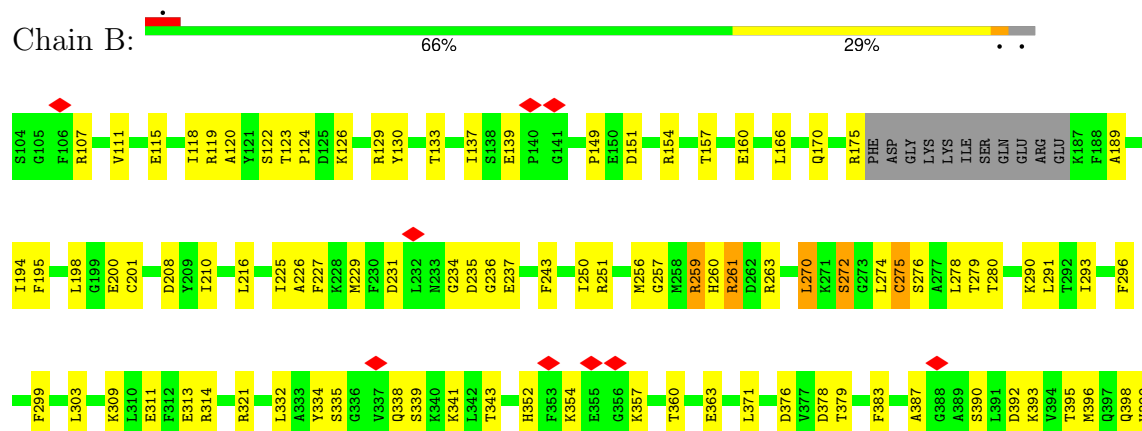 Chain B:
66% 29%
S104 G105 F106 R107 V111 E115 I118 R119 A120 Y121 S122 T123 P124 D125 K126 R129 Y130 T133 I137 S138 E139 P140 G141 P149 E150 D151 R154 T157 E160 L166 Q170 R175 PHE ASP GLY LYS LYS ILE SER GLN GLU ARG GLU K187 F188 A189
I194 F195 L198 G199 E200 C201 D208 Y209 I210 L216 I225 A226 F227 K228 M229 F230 D231 L232 N233 G234 D235 G236 E237 F243 I250 R251 M256 G257 M258 R259 H260 R261 D262 R263 L270 K271 S272 G273 L274 C275 S276 A277 L278 T279 T280 K290 L291 T292 I293 F296
F299 L303 K309 L310 E311 F312 E313 R314 R321 L332 A333 Y334 S335 G336 V337 Q338 S339 K340 K341 L342 T343 H352 F353 K354 E355 G356 K357 T360 E363 L371 D376 V377 D378 T379 F383 A387 G388 A389 S390 L391 D392 K393 V394 T395 M396 Q397 Q398